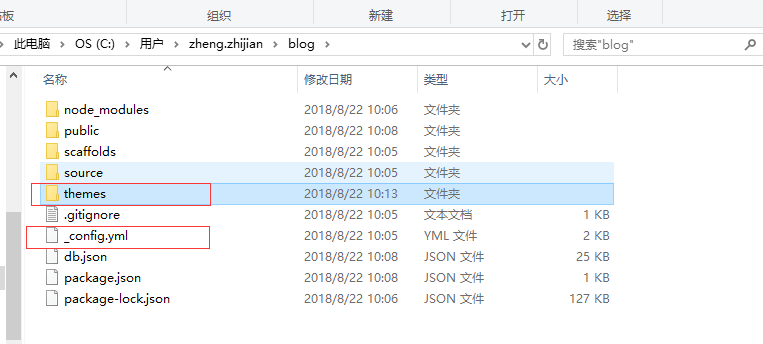 站板 组织 新建 打开 选择
此电脑 OS (C:) 用户 zheng.zhijian blog 搜索"blog"
名称 修改日期 类型 大小
node_modules 2018/8/22 10:06 文件夹
public 2018/8/22 10:08 文件夹
scaffolds 2018/8/22 10:05 文件夹
source 2018/8/22 10:05 文件夹
themes 2018/8/22 10:13 文件夹
.gitignore 2018/8/22 10:05 文本文档 1 KB
_config.yml 2018/8/22 10:05 YML 文件 2 KB
db.json 2018/8/22 10:08 JSON 文件 25 KB
package.json 2018/8/22 10:08 JSON 文件 1 KB
package-lock.json 2018/8/22 10:06 JSON 文件 127 KB